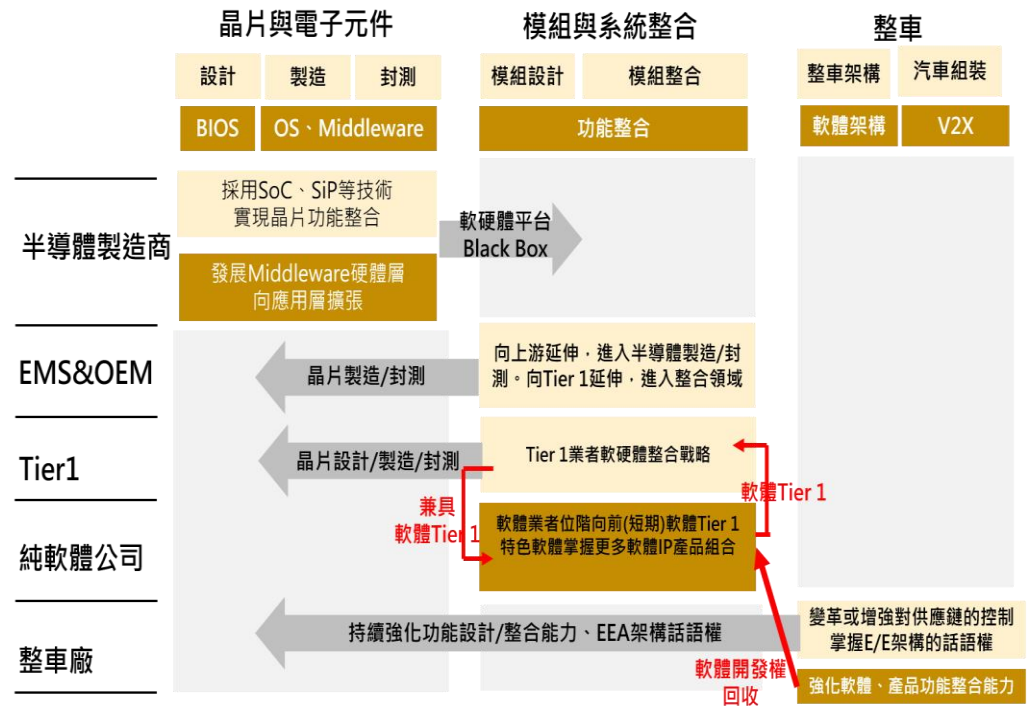 晶片與電子元件
模組與系統整合
整車
設計
製造
封測
模組設計
模組整合
整車架構
汽車組裝
BIOS
OS、Middleware
功能整合
軟體架構
V2X
半導體製造商
採用SoC、SiP等技術
實現晶片功能整合
發展Middleware硬體層
向應用層擴張
軟硬體平台
Black Box
EMS&OEM
晶片製造/封測
向上游延伸，進入半導體製造/封
測。向Tier 1延伸，進入整合領域
Tier1
晶片設計/製造/封測
Tier 1業者軟硬體整合戰略
兼具
軟體Tier 1
軟體Tier 1
純軟體公司
軟體業者位階向前(短期)軟體Tier 1
特色軟體掌握更多軟體IP產品組合
整車廠
持續強化功能設計/整合能力、EEA架構話語權
變革或增強對供應鏈的控制
掌握E/E架構的話語權
軟體開發權
回收
強化軟體、產品功能整合能力